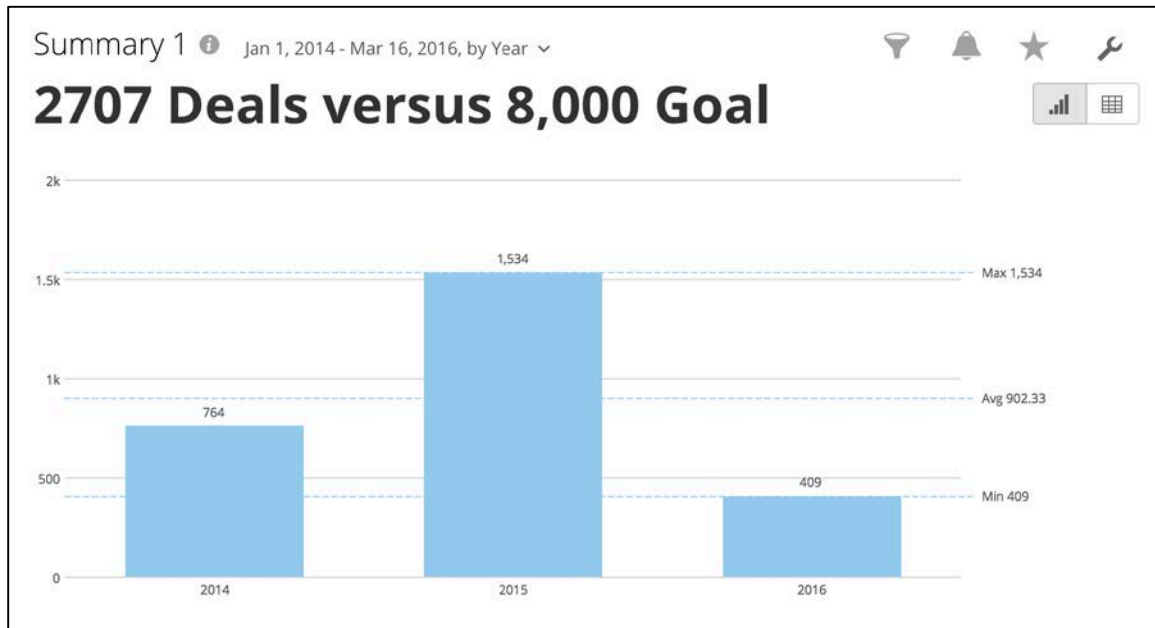 Summary 1 Jan 1, 2014 - Mar 16, 2016, by Year
2707 Deals versus 8,000 Goal
2k
1,534
Max 1,534
1.5k
1k
Avg 902.33
764
500
409
Min 409
0
2014 2015 2016